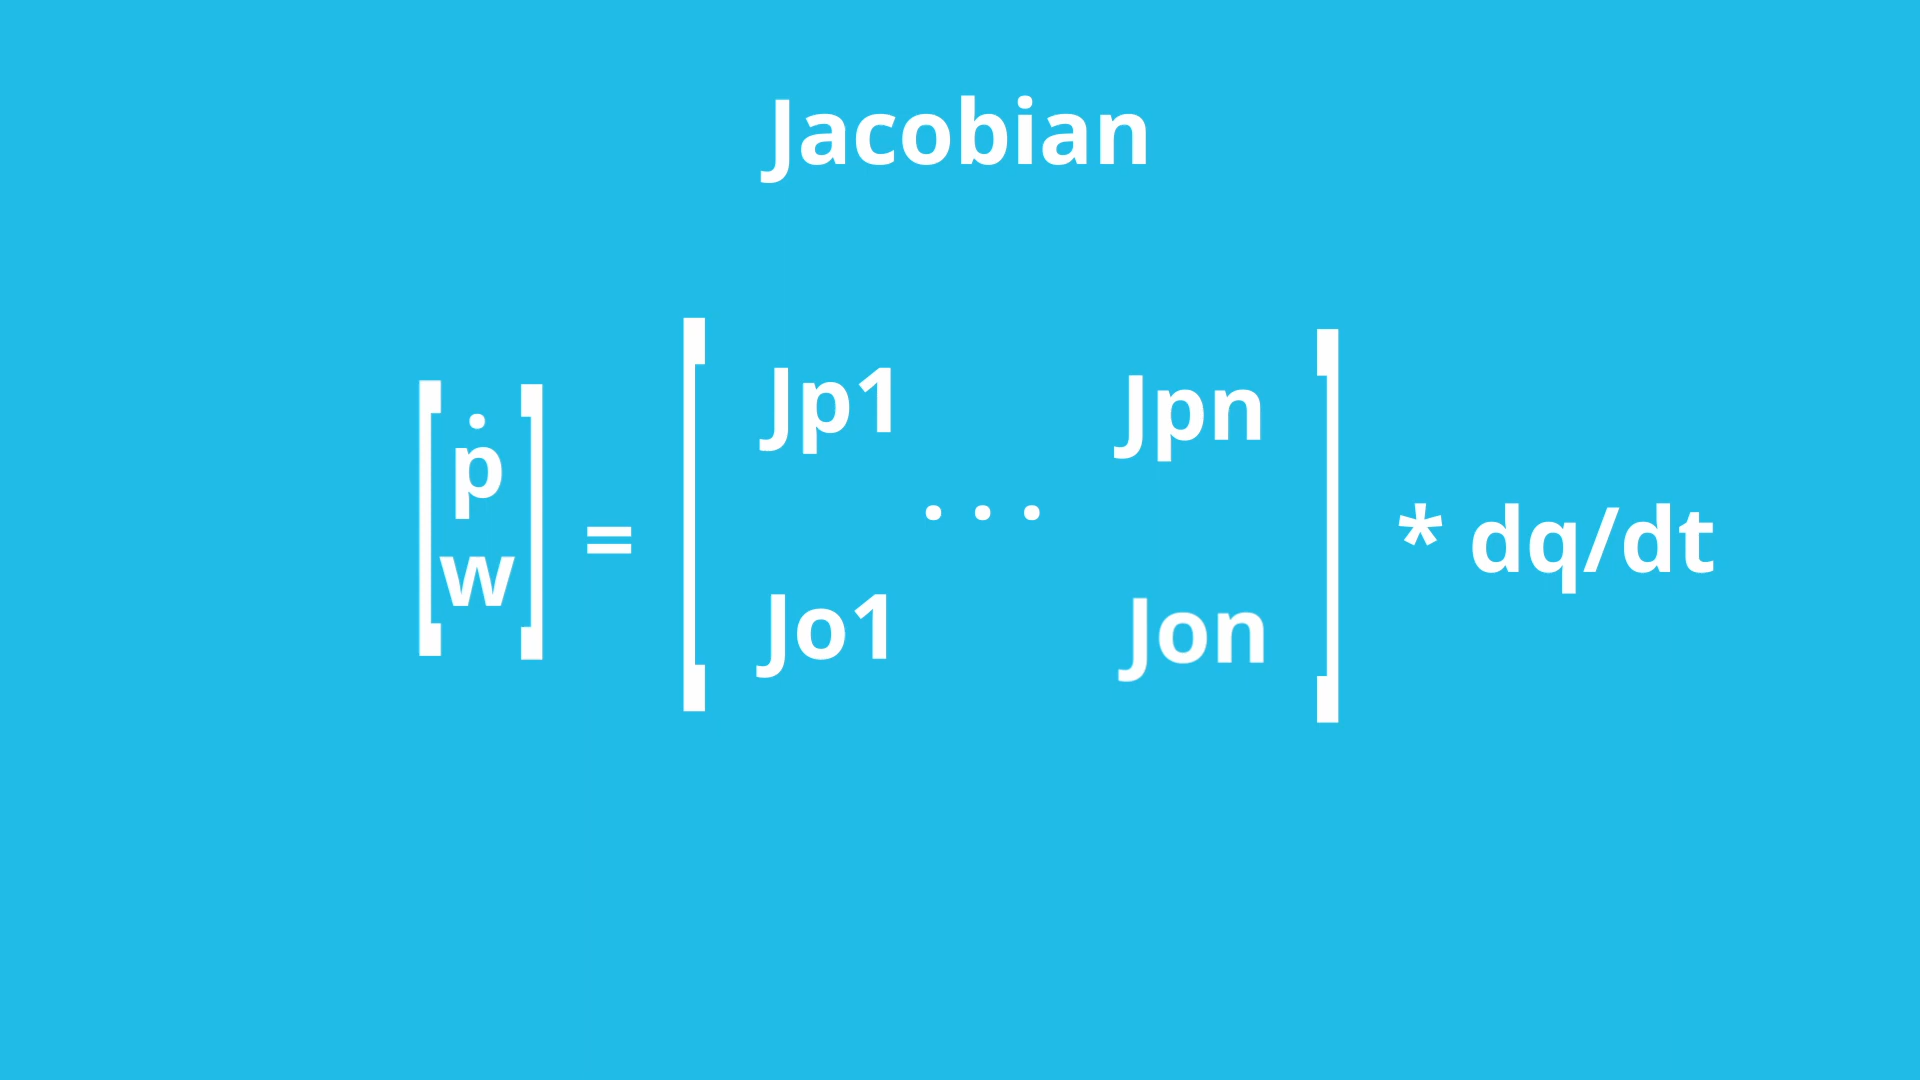 Jacobian
[ṗ w] = [Jp1 Jpn
. . .
Jo1 Jon] * dq/dt